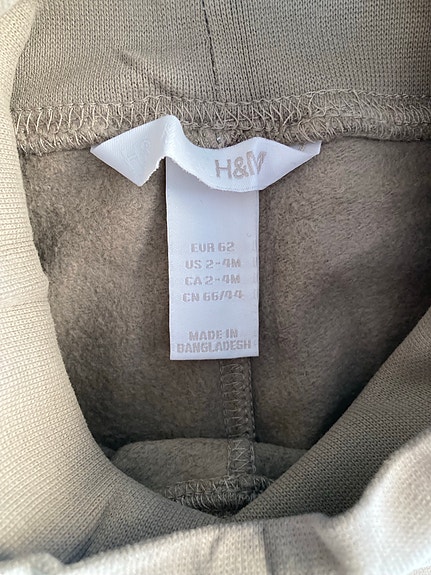 H&M
EUR 62
US 2-4M
CA 2-4M
CN 66/44
MADE IN
BANGLADESH